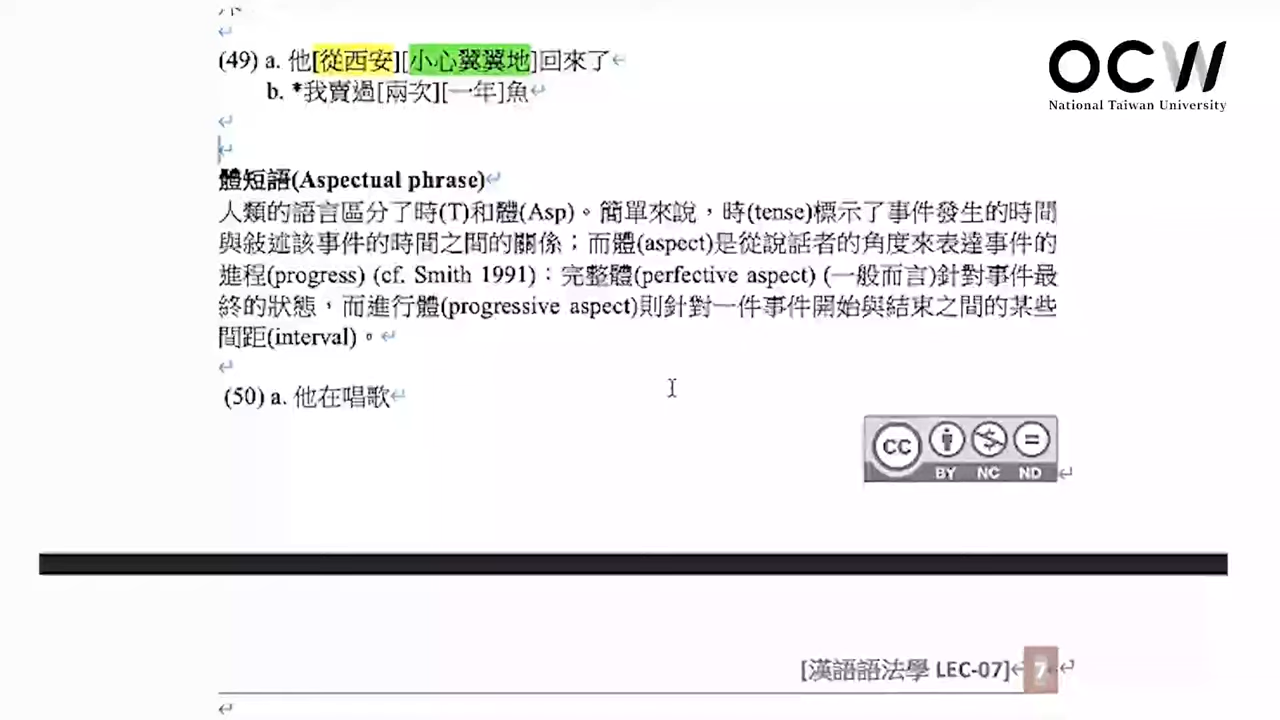 (49) a. 他[從西安][小心翼翼地]回來了
b. *我賣過[兩次][一年]魚
OCW
National Taiwan University
體短語(Aspectual phrase)
人類的語言區分了時(T)和體(Asp)。簡單來說，時(tense)標示了事件發生的時間
與敍述該事件的時間之間的關係；而體(aspect)是從說話者的角度來表達事件的
進程(progress) (cf. Smith 1991)：完整體(perfective aspect) (一般而言)針對事件最
終的狀態，而進行體(progressive aspect)則針對一件事件開始與結束之間的某些
間距(interval)。
(50) a. 他在唱歌
CC BY NC ND
[漢語語法學 LEC-07] 7